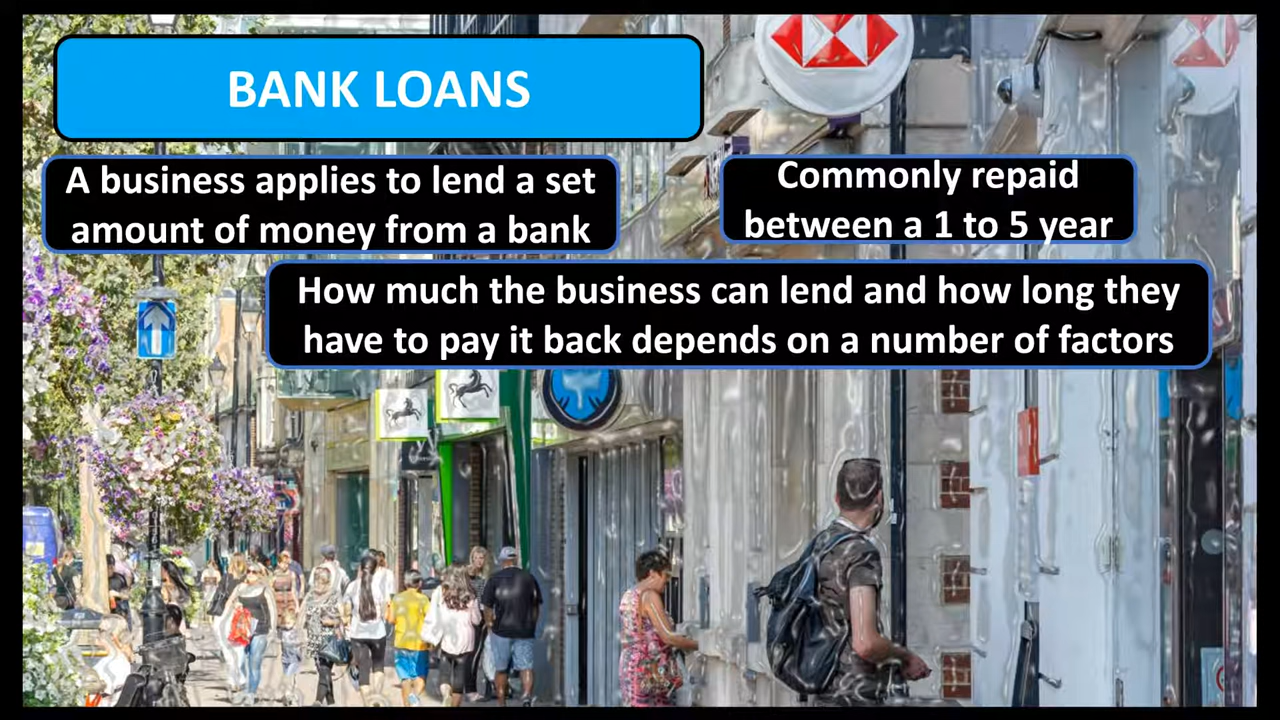 BANK LOANS
A business applies to lend a set
amount of money from a bank
Commonly repaid
between a 1 to 5 year
How much the business can lend and how long they
have to pay it back depends on a number of factors